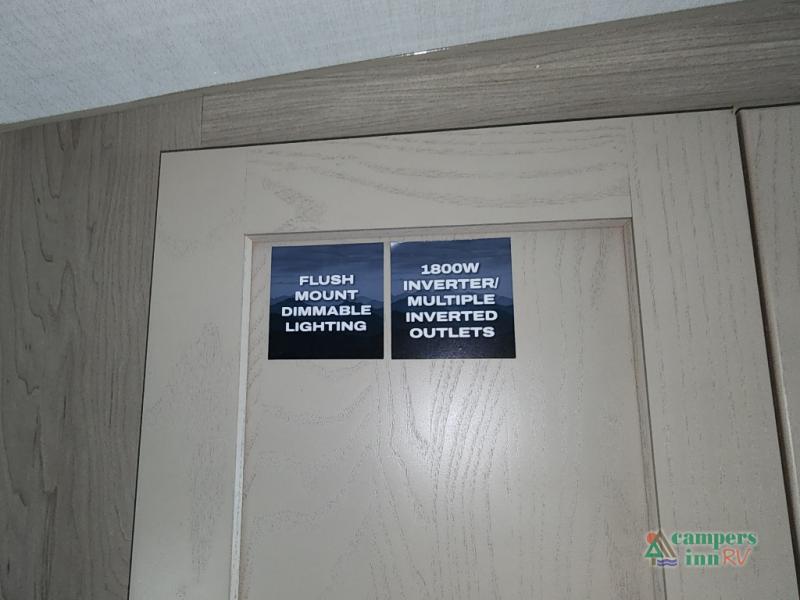 FLUSH
MOUNT
DIMMABLE
LIGHTING
1800W
INVERTER/
MULTIPLE
INVERTED
OUTLETS
campers
inn RV